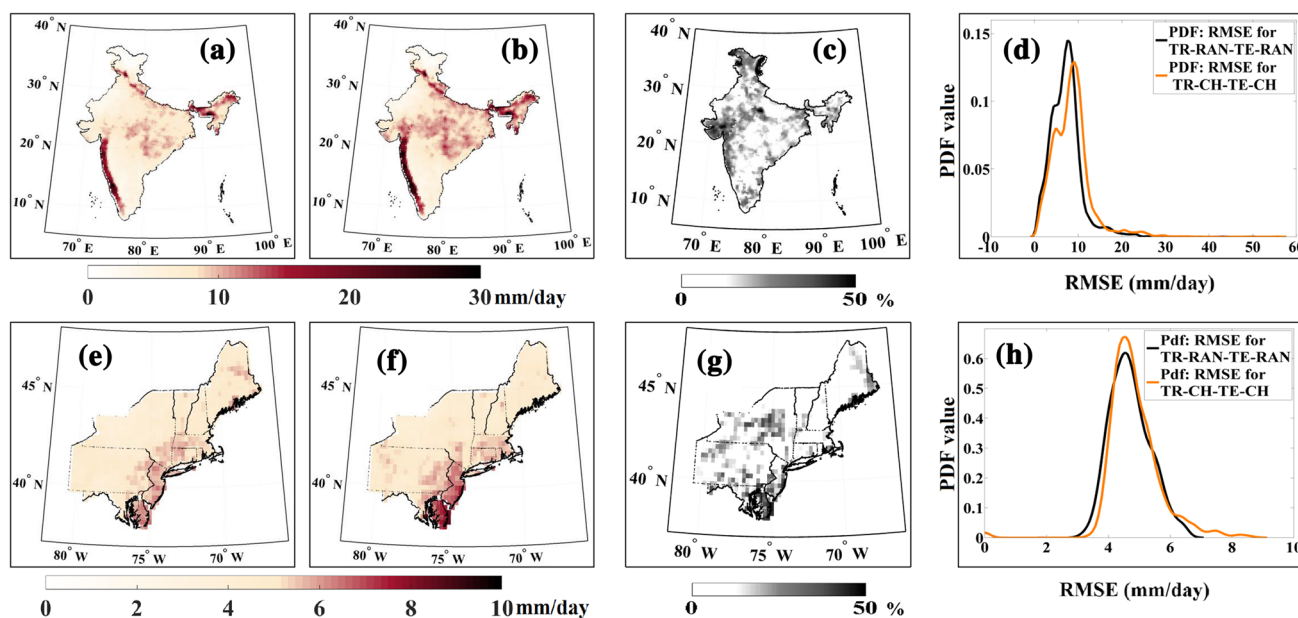 (a)
40° N
30° N
20° N
10° N
70° E
80° E
90° E
100° E
(b)
40° N
30° N
20° N
10° N
70° E
80° E
90° E
100° E
0 10 20 30 mm/day
(c)
40° N
30° N
20° N
10° N
70° E
80° E
90° E
100° E
0 50 %
(d)
PDF: RMSE for
TR-RAN-TE-RAN
PDF: RMSE for
TR-CH-TE-CH
PDF value
0.15
0.1
0.05
0
-10 0 10 20 30 40 50 60
RMSE (mm/day)
(e)
45° N
40° N
80° W
75° W
70° W
(f)
45° N
40° N
80° W
75° W
70° W
0 2 4 6 8 10 mm/day
(g)
45° N
40° N
80° W
75° W
70° W
0 50 %
(h)
Pdf: RMSE for
TR-RAN-TE-RAN
Pdf: RMSE for
TR-CH-TE-CH
PDF value
0.6
0.5
0.4
0.3
0.2
0.1
0
0 2 4 6 8 10
RMSE (mm/day)